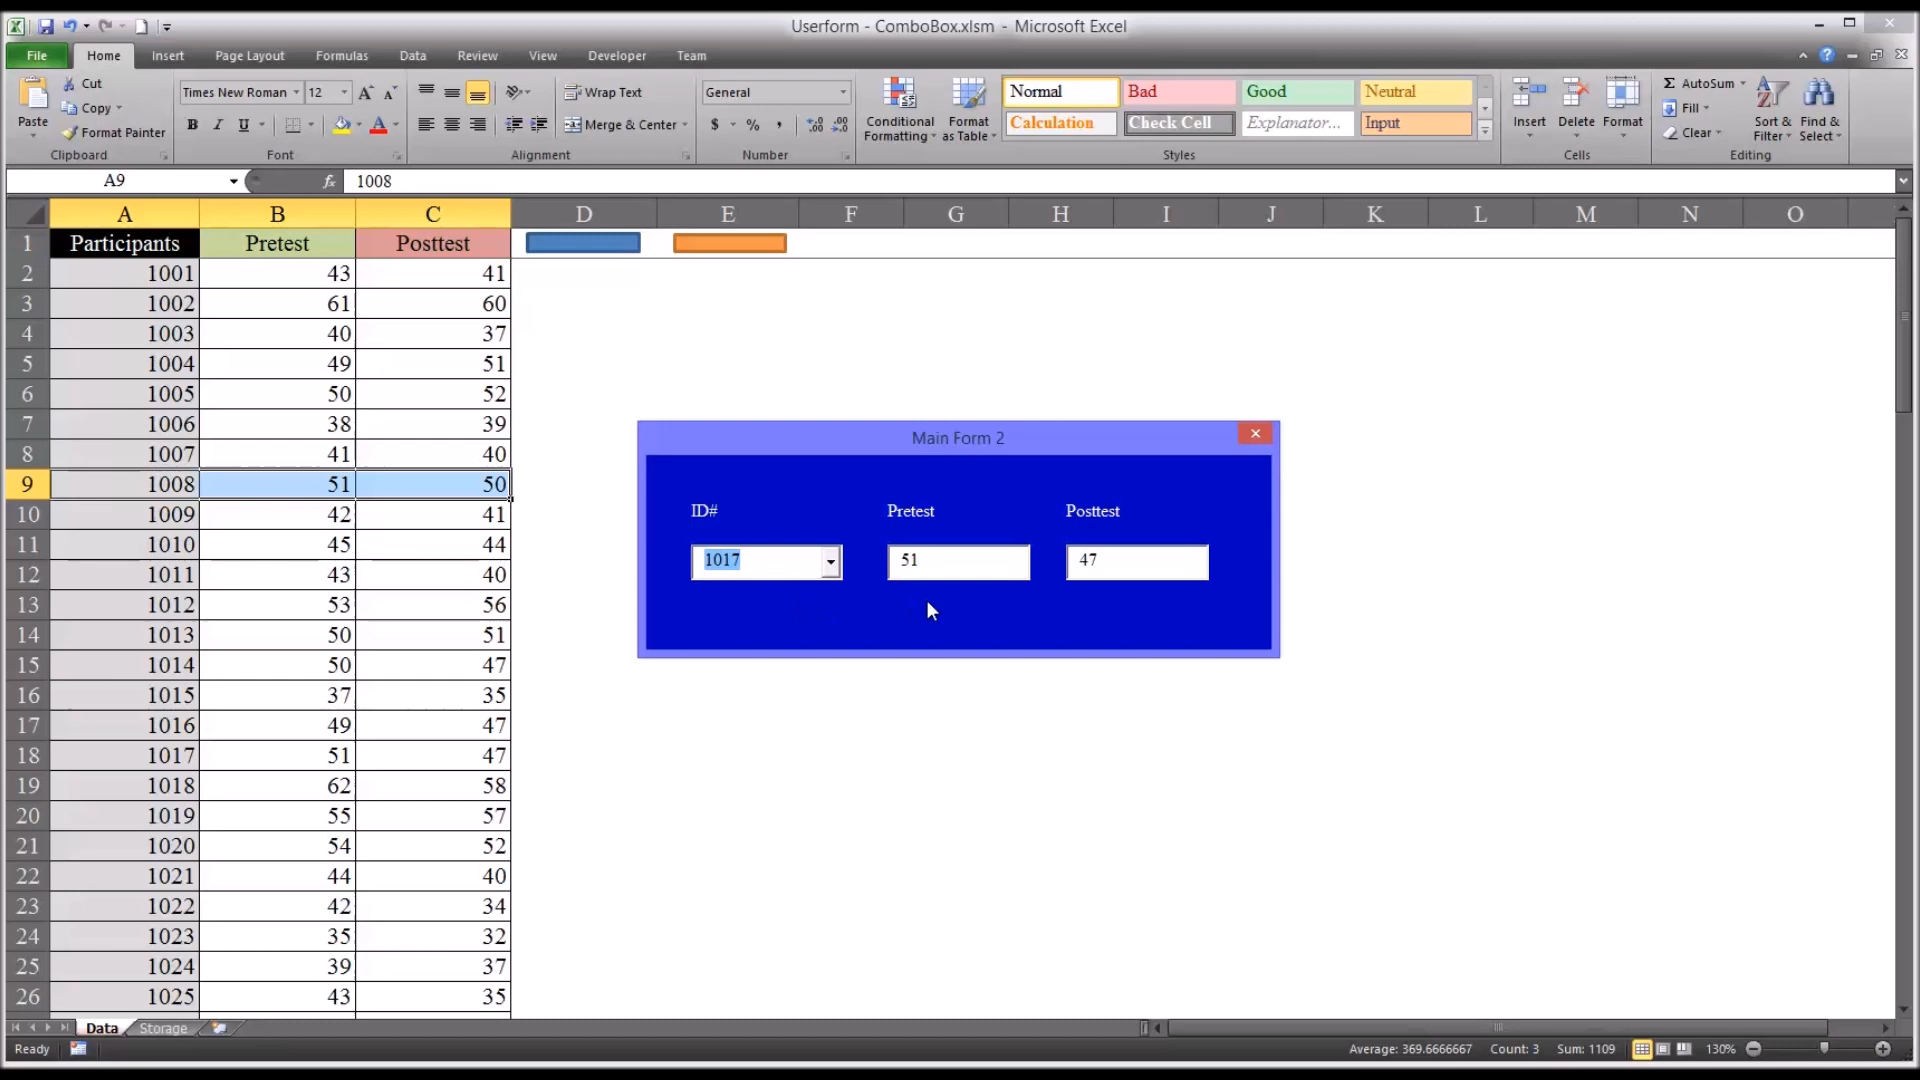 Userform - ComboBox.xlsm - Microsoft Excel
File Home Insert Page Layout Formulas Data Review View Developer Team
Paste
Cut
Copy
Format Painter
Clipboard
Times New Roman 12
B I U
Font
Wrap Text
Merge & Center
Alignment
General
$ % ,
Number
Conditional Formatting
Format as Table
Normal Bad Good Neutral
Calculation Check Cell Explanator... Input
Styles
Insert Delete Format
Cells
Σ AutoSum
Fill
Clear
Sort & Filter
Find & Select
Editing
A9 fx 1008
A B C D E F G H I J K L M N O
1 Participants Pretest Posttest
2 1001 43 41
3 1002 61 60
4 1003 40 37
5 1004 49 51
6 1005 50 52
7 1006 38 39
8 1007 41 40
9 1008 51 50
10 1009 42 41
11 1010 45 44
12 1011 43 40
13 1012 53 56
14 1013 50 51
15 1014 50 47
16 1015 37 35
17 1016 49 47
18 1017 51 47
19 1018 62 58
20 1019 55 57
21 1020 54 52
22 1021 44 40
23 1022 42 34
24 1023 35 32
25 1024 39 37
26 1025 43 35
Main Form 2
ID# Pretest Posttest
1017 51 47
Data Storage
Ready Average: 369.6666667 Count: 3 Sum: 1109 130%